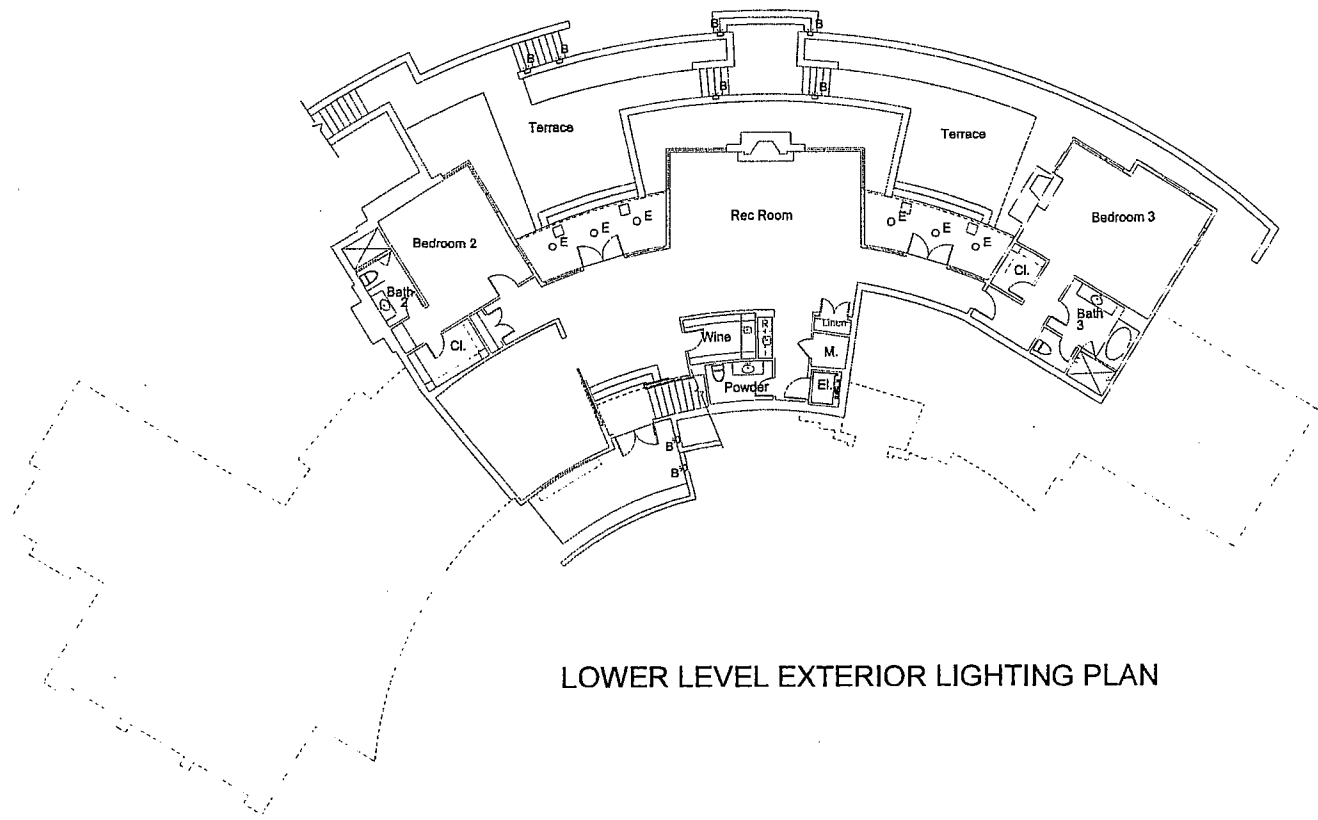 B
B
B
B
B
B
B
Terrace
Terrace
Rec Room
Bedroom 2
Bedroom 3
E
E
E
E
E
E
Cl.
Bath
2
Bath
3
Linen
Wine
R
M.
Cl.
Powder
El.
B
B
LOWER LEVEL EXTERIOR LIGHTING PLAN